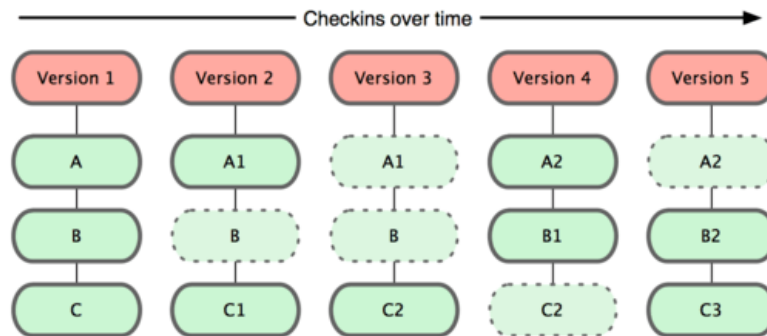 Checkins over time
Version 1 Version 2 Version 3 Version 4 Version 5
A A1 A1 A2 A2
B B B B1 B2
C C1 C2 C2 C3